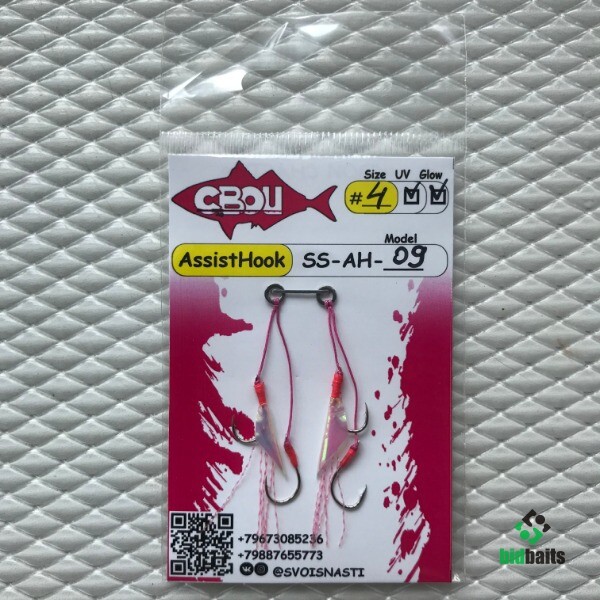 СВОИ
Size UV Glow
#4
Model
AssistHook SS-AH-09
+79673085236
+79887655773
@SVOISNASTI
bidbaits